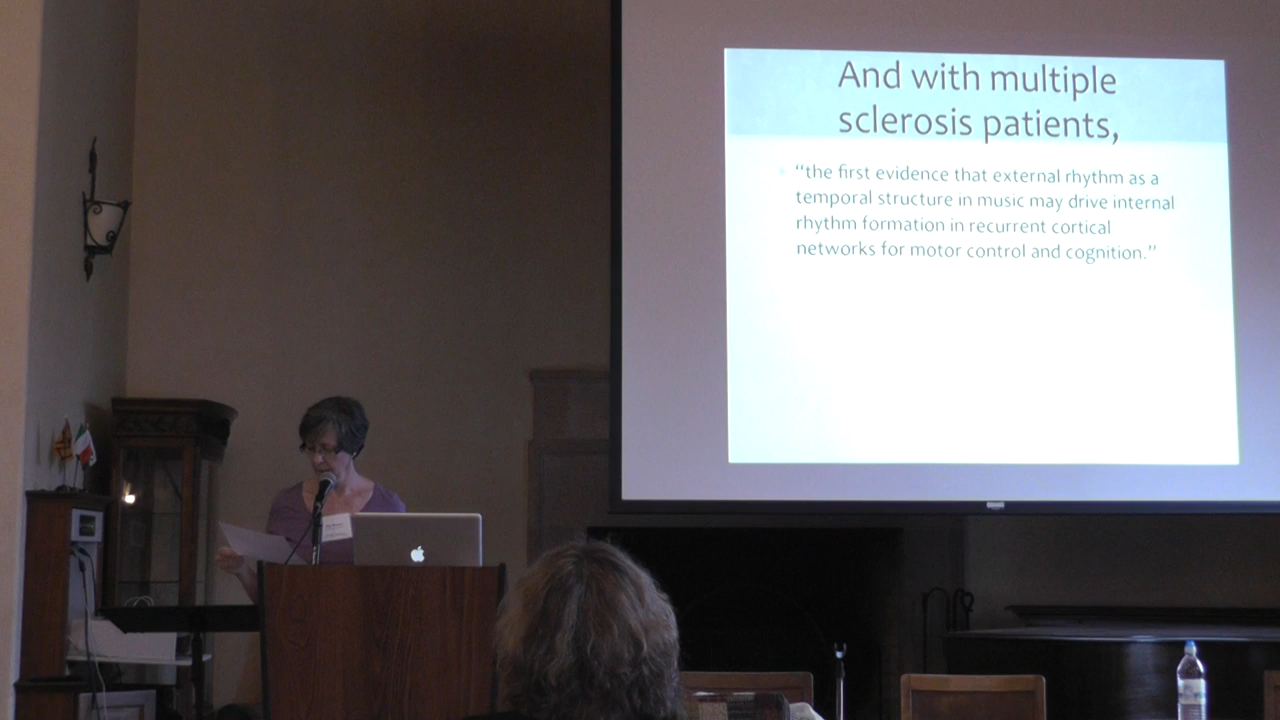 And with multiple
sclerosis patients,
“the first evidence that external rhythm as a
temporal structure in music may drive internal
rhythm formation in recurrent cortical
networks for motor control and cognition.”